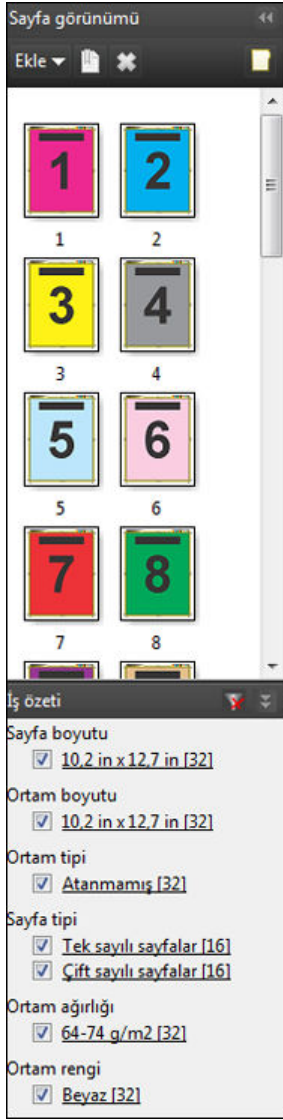 Sayfa görünümü
Ekle
1 2
1 2
3 4
3 4
5 6
5 6
7 8
7 8
İş özeti
Sayfa boyutu
10,2 in x 12,7 in [32]
Ortam boyutu
10,2 in x 12,7 in [32]
Ortam tipi
Atanmamış [32]
Sayfa tipi
Tek sayılı sayfalar [16]
Çift sayılı sayfalar [16]
Ortam ağırlığı
64-74 g/m2 [32]
Ortam rengi
Beyaz [32]